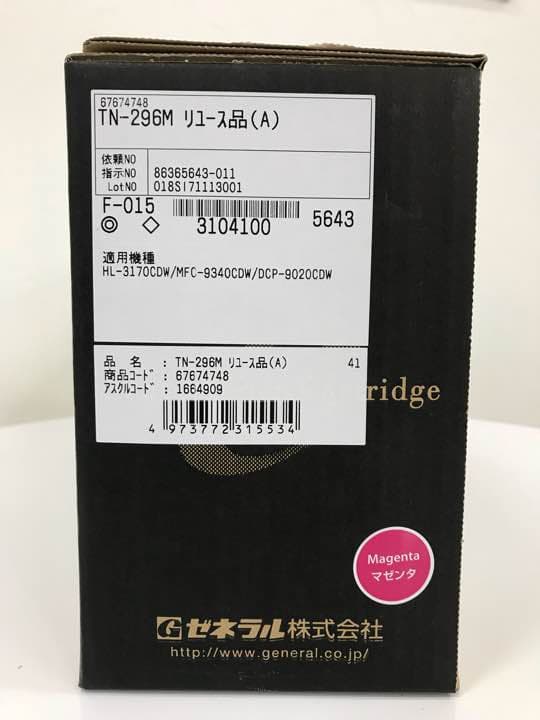 67674748
TN-296M リユース品(A)
依頼NO
指示NO 86365643-011
LotNO 018S171113001
F-015
◎ ◇ 3104100 5643
適用機種
HL-3170CDW/MFC-9340CDW/DCP-9020CDW
品 名 : TN-296M リユース品(A) 41
商品コード : 67674748
アスクルコード : 1664909
ridge
4 973772 315534
Magenta
マゼンタ
G ゼネラル株式会社
http://www.general.co.jp/